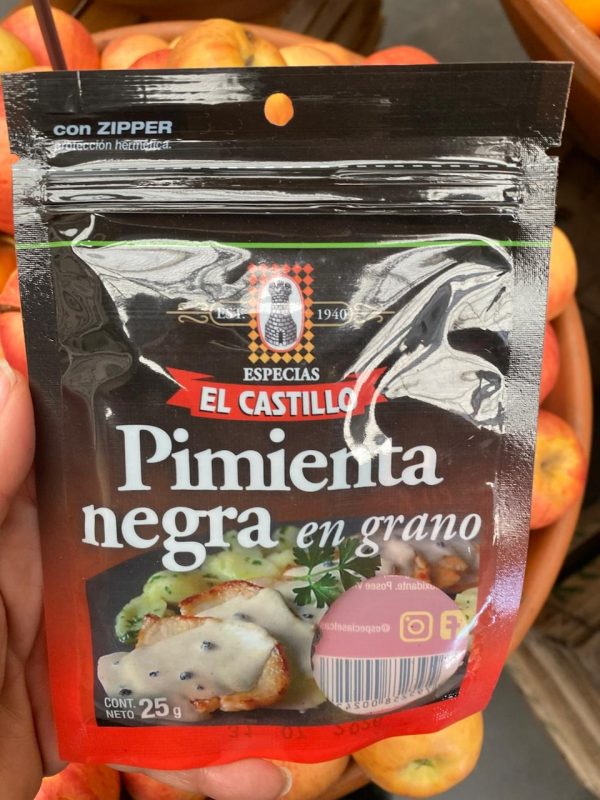 con ZIPPER
protección hermética.
EST. 1940
ESPECIAS
EL CASTILLO
Pimienta
negra en grano
oxidante. Posee v
@especiaselcas
CONT.
NETO 25 g